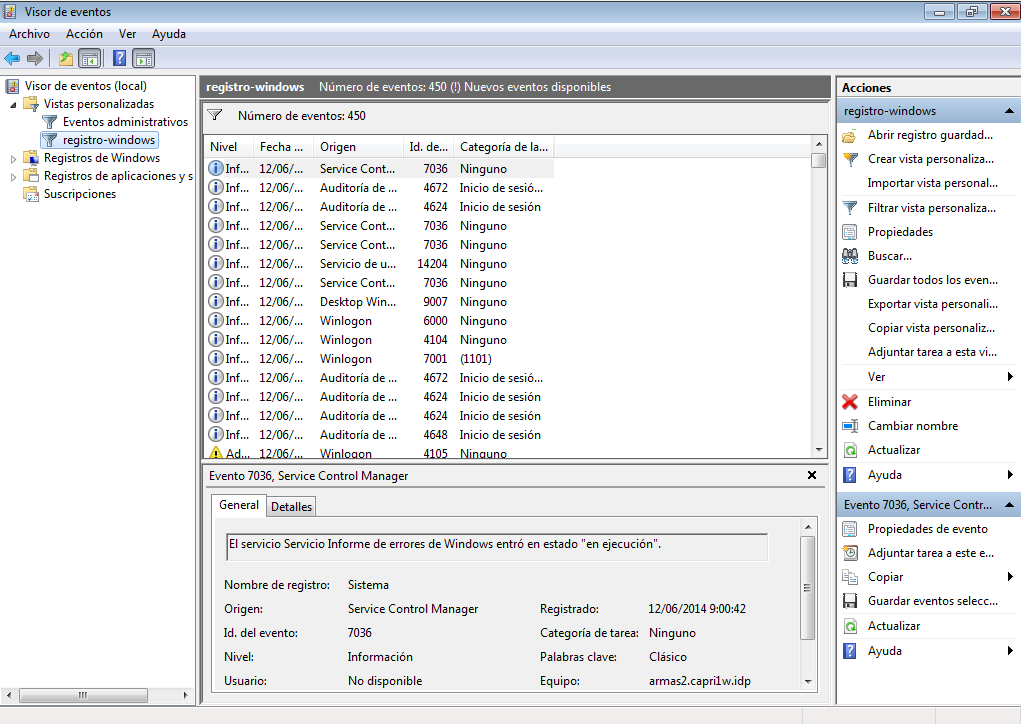 Visor de eventos
Archivo Acción Ver Ayuda
Visor de eventos (local)
Vistas personalizadas
Eventos administrativos
registro-windows
Registros de Windows
Registros de aplicaciones y s
Suscripciones
registro-windows Número de eventos: 450 (!) Nuevos eventos disponibles
Número de eventos: 450
Nivel Fecha ... Origen Id. de... Categoría de la...
Inf... 12/06/... Service Cont... 7036 Ninguno
Inf... 12/06/... Auditoría de ... 4672 Inicio de sesió...
Inf... 12/06/... Auditoría de ... 4624 Inicio de sesión
Inf... 12/06/... Service Cont... 7036 Ninguno
Inf... 12/06/... Service Cont... 7036 Ninguno
Inf... 12/06/... Servicio de u... 14204 Ninguno
Inf... 12/06/... Service Cont... 7036 Ninguno
Inf... 12/06/... Desktop Win... 9007 Ninguno
Inf... 12/06/... Winlogon 6000 Ninguno
Inf... 12/06/... Winlogon 4104 Ninguno
Inf... 12/06/... Winlogon 7001 (1101)
Inf... 12/06/... Auditoría de ... 4672 Inicio de sesió...
Inf... 12/06/... Auditoría de ... 4624 Inicio de sesión
Inf... 12/06/... Auditoría de ... 4624 Inicio de sesión
Inf... 12/06/... Auditoría de ... 4648 Inicio de sesión
Ad... 12/06/... Winlogon 4105 Ninguno
Evento 7036, Service Control Manager
General Detalles
El servicio Servicio Informe de errores de Windows entró en estado "en ejecución".
Nombre de registro: Sistema
Origen: Service Control Manager Registrado: 12/06/2014 9:00:42
Id. del evento: 7036 Categoría de tarea: Ninguno
Nivel: Información Palabras clave: Clásico
Usuario: No disponible Equipo: armas2.capri1w.idp
Acciones
registro-windows
Abrir registro guardad...
Crear vista personaliza...
Importar vista personal...
Filtrar vista personaliza...
Propiedades
Buscar...
Guardar todos los even...
Exportar vista personali...
Copiar vista personaliz...
Adjuntar tarea a esta vi...
Ver
Eliminar
Cambiar nombre
Actualizar
Ayuda
Evento 7036, Service Contr...
Propiedades de evento
Adjuntar tarea a este e...
Copiar
Guardar eventos selecc...
Actualizar
Ayuda